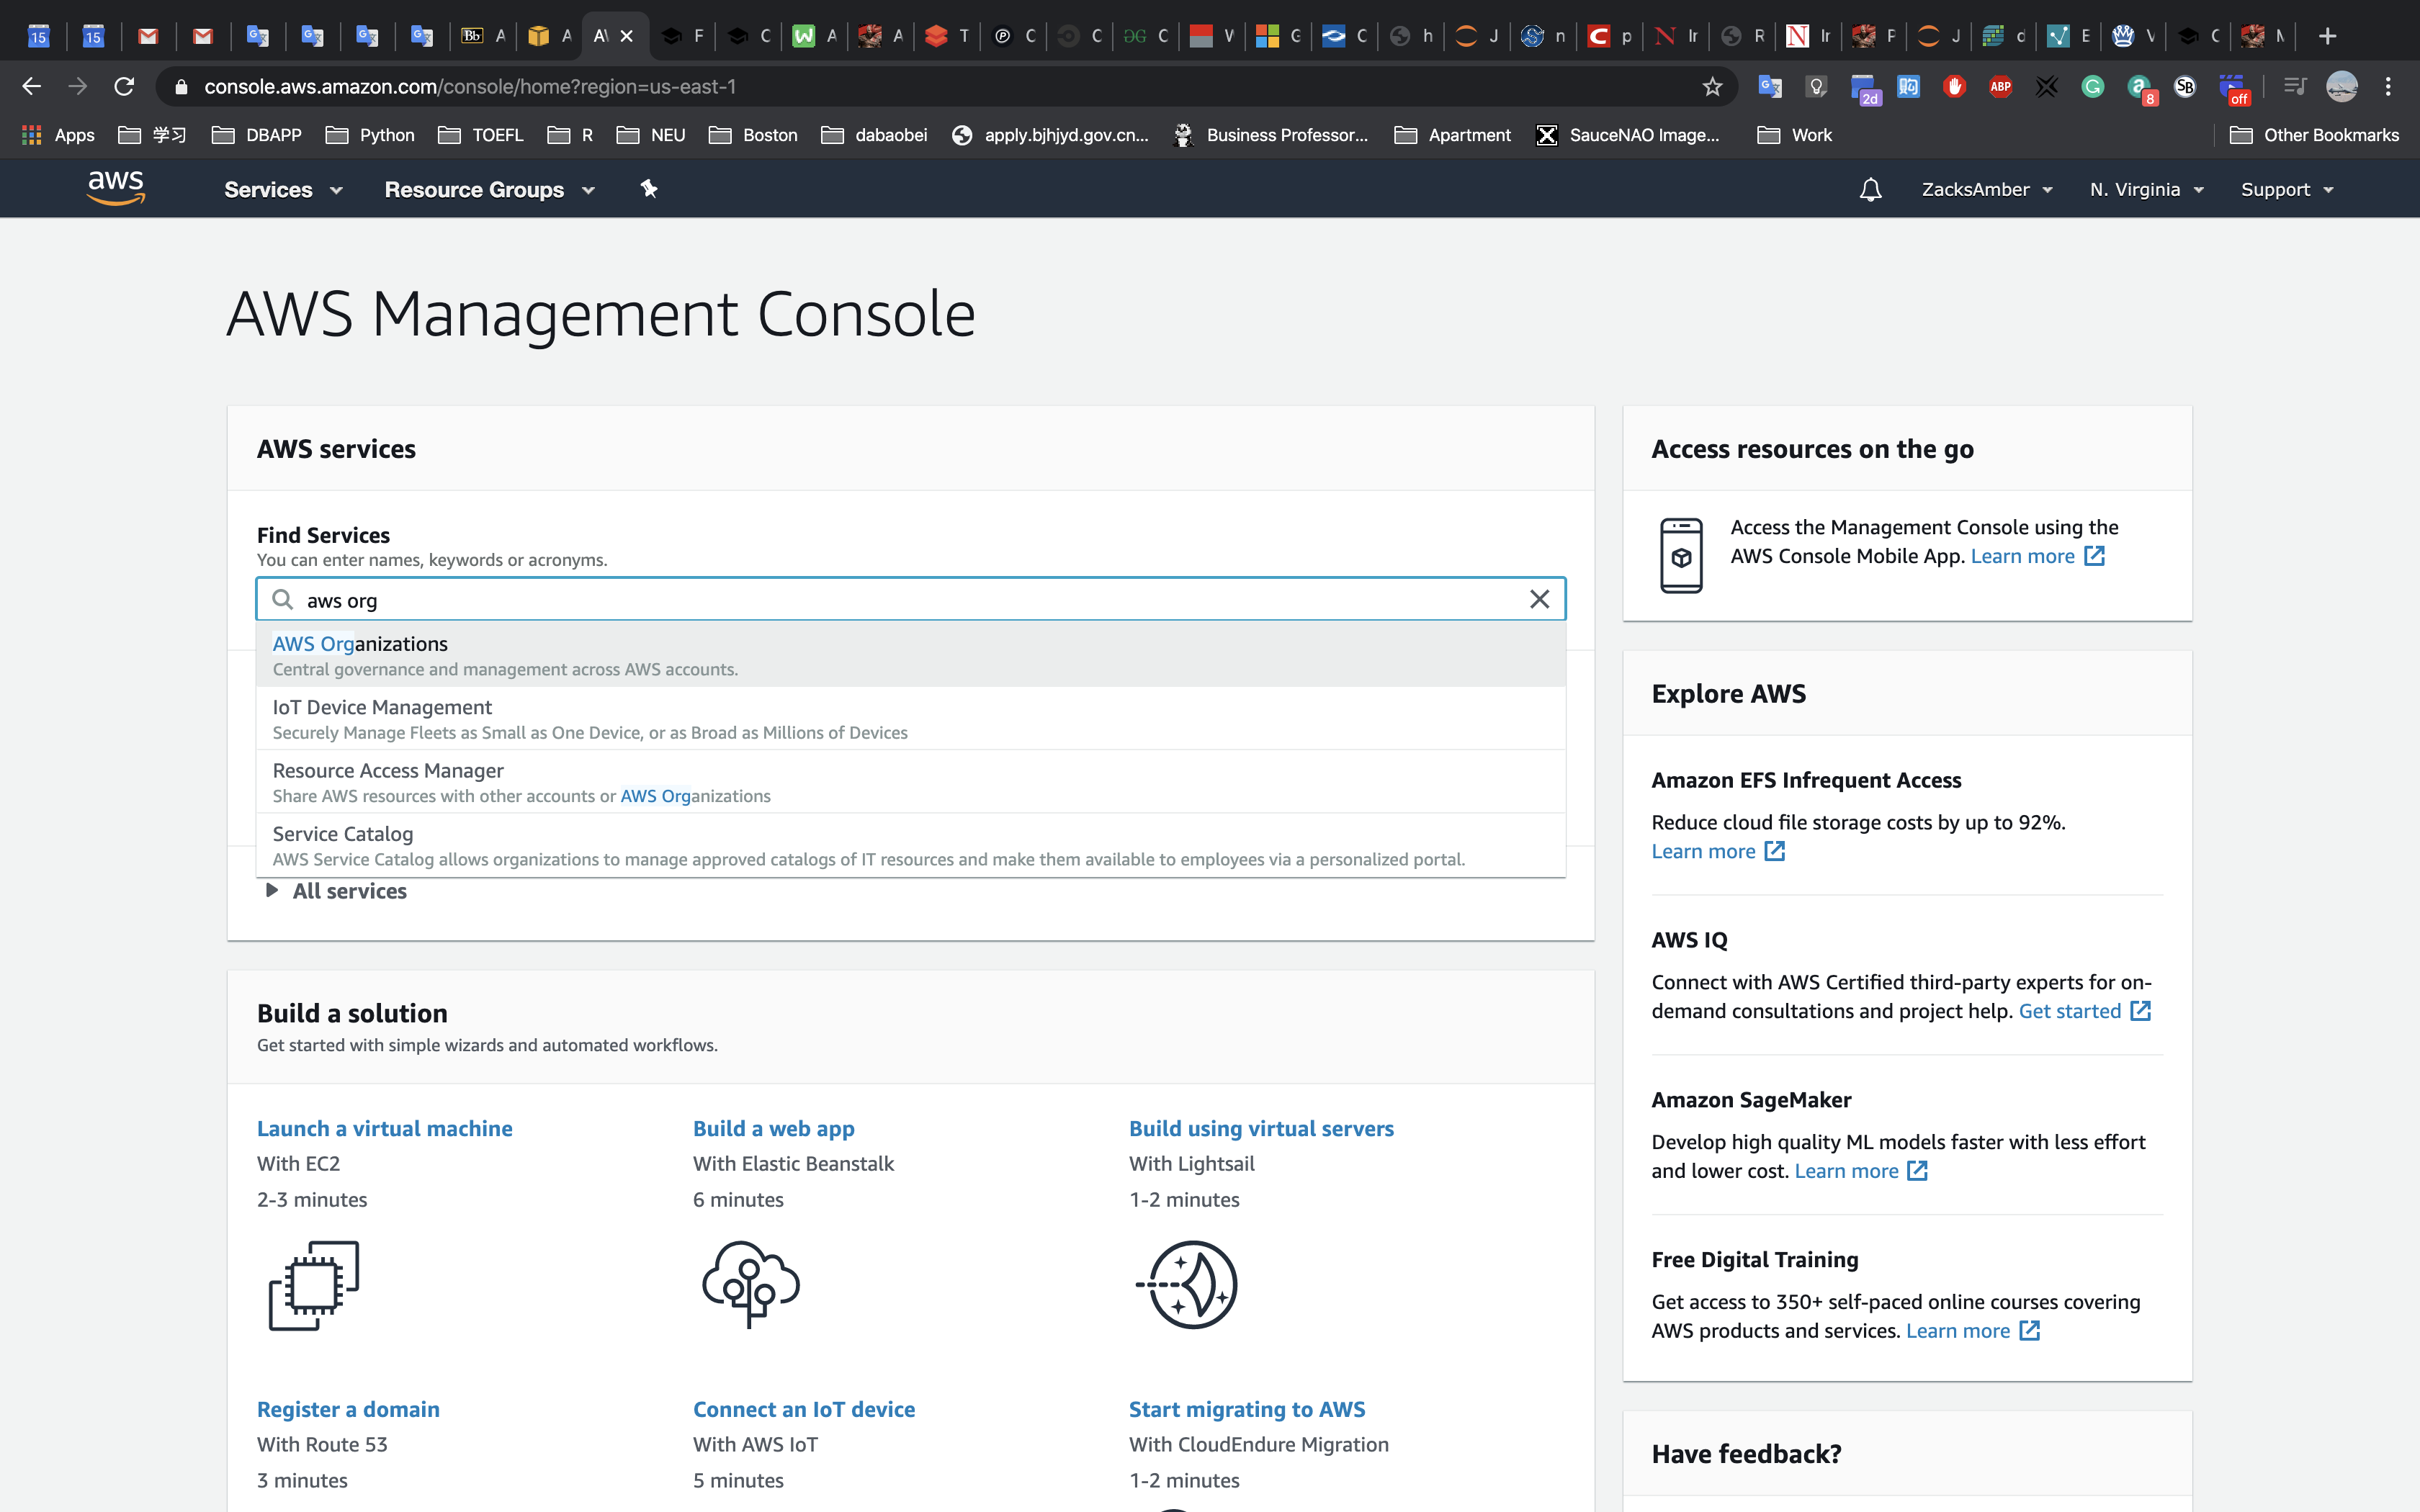 15
15
Bb A
A
AV
F
C
A
A
T
C
C
C
G
C
h
J
n
p
Ir
R
Ir
P
J
d
E
C
console.aws.amazon.com/console/home?region=us-east-1
2d
ABP
8
SB
off
Apps
学习
DBAPP
Python
TOEFL
R
NEU
Boston
dabaobei
apply.bjhjyd.gov.cn...
Business Professor...
Apartment
SauceNAO Image...
Work
Other Bookmarks
aws
Services
Resource Groups
ZacksAmber
N. Virginia
Support
AWS Management Console
AWS services
Find Services
You can enter names, keywords or acronyms.
aws org
AWS Organizations
Central governance and management across AWS accounts.
IoT Device Management
Securely Manage Fleets as Small as One Device, or as Broad as Millions of Devices
Resource Access Manager
Share AWS resources with other accounts or AWS Organizations
Service Catalog
AWS Service Catalog allows organizations to manage approved catalogs of IT resources and make them available to employees via a personalized portal.
All services
Build a solution
Get started with simple wizards and automated workflows.
Launch a virtual machine
With EC2
2-3 minutes
Build a web app
With Elastic Beanstalk
6 minutes
Build using virtual servers
With Lightsail
1-2 minutes
Register a domain
With Route 53
3 minutes
Connect an IoT device
With AWS IoT
5 minutes
Start migrating to AWS
With CloudEndure Migration
1-2 minutes
Access resources on the go
Access the Management Console using the
AWS Console Mobile App. Learn more
Explore AWS
Amazon EFS Infrequent Access
Reduce cloud file storage costs by up to 92%.
Learn more
AWS IQ
Connect with AWS Certified third-party experts for on-
demand consultations and project help. Get started
Amazon SageMaker
Develop high quality ML models faster with less effort
and lower cost. Learn more
Free Digital Training
Get access to 350+ self-paced online courses covering
AWS products and services. Learn more
Have feedback?